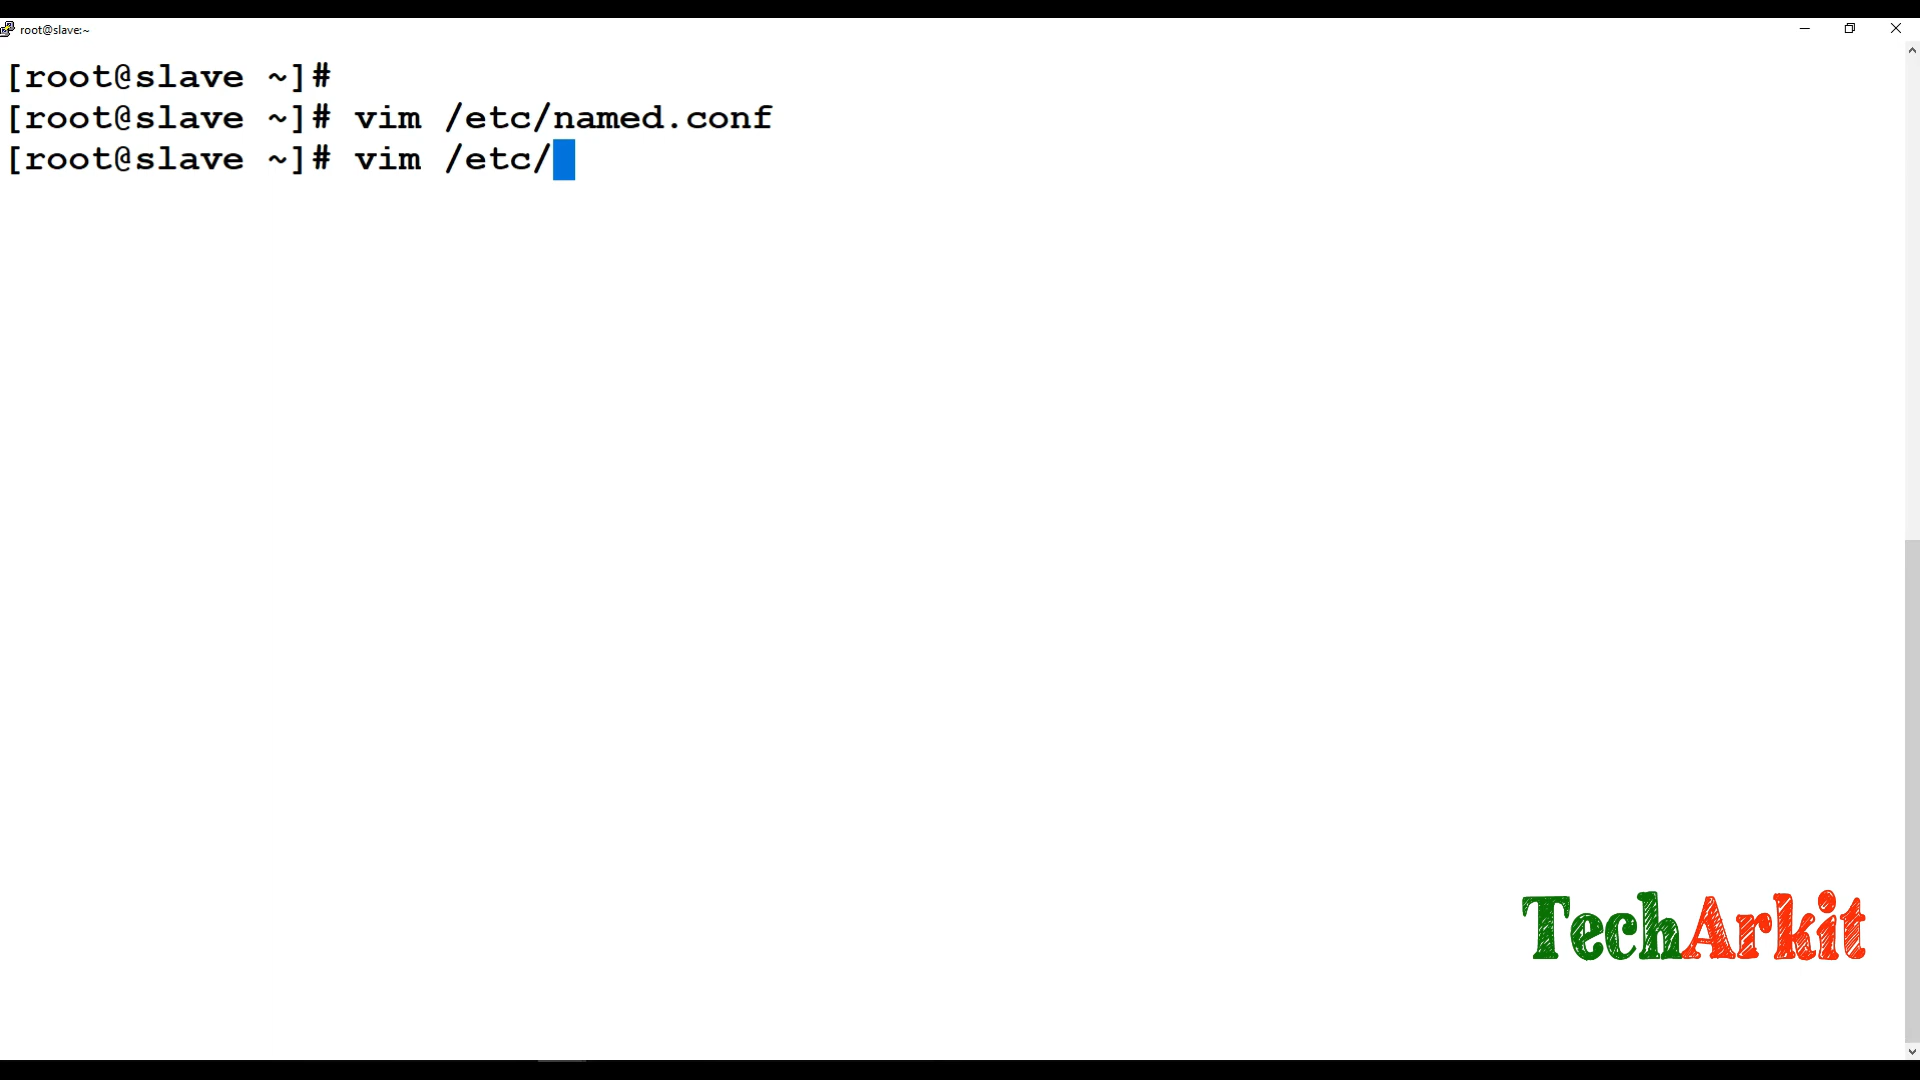 root@slave:~
[root@slave ~]#
[root@slave ~]# vim /etc/named.conf
[root@slave ~]# vim /etc/
TechArkit